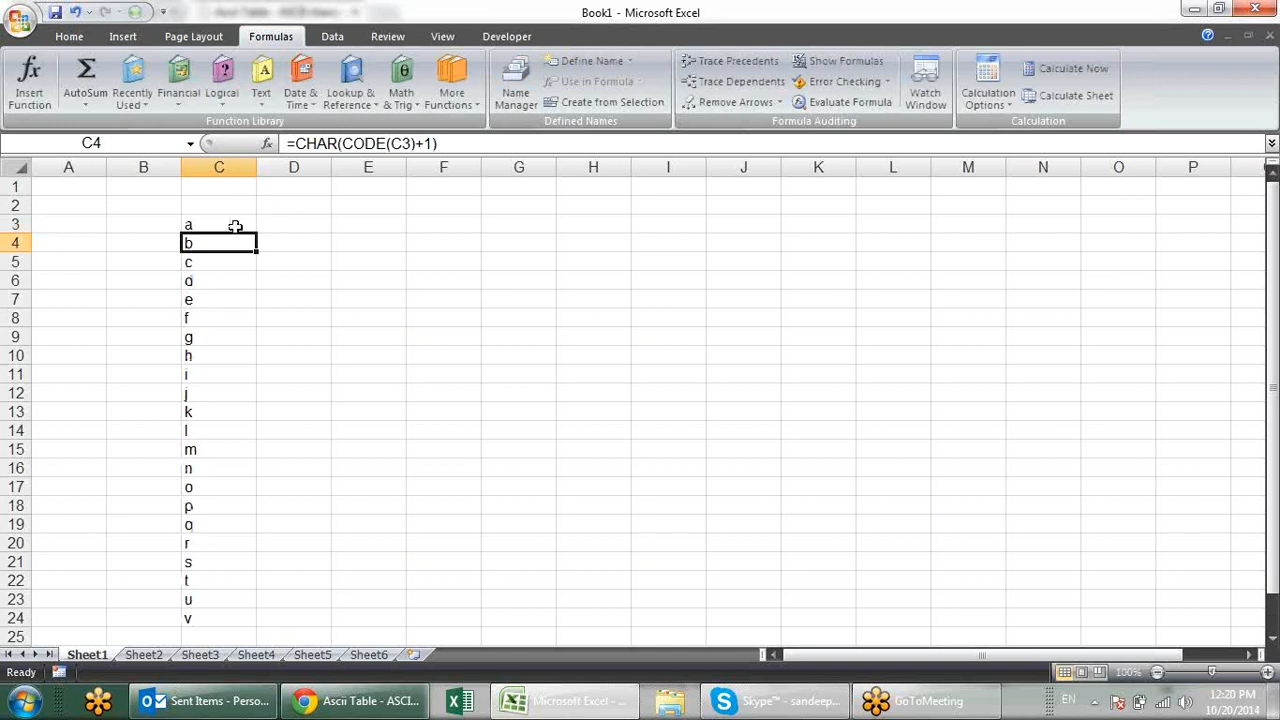 Book1 - Microsoft Excel
Home Insert Page Layout Formulas Data Review View Developer
fx Insert Function
Σ AutoSum
Recently Used
Financial
Logical
Text
Date & Time
Lookup & Reference
Math & Trig
More Functions
Function Library
Name Manager
Define Name
Use in Formula
Create from Selection
Defined Names
Trace Precedents
Trace Dependents
Remove Arrows
Show Formulas
Error Checking
Evaluate Formula
Formula Auditing
Watch Window
Calculation Options
Calculate Now
Calculate Sheet
Calculation
C4 fx =CHAR(CODE(C3)+1)
A B C D E F G H I J K L M N O P
1
2
3 a
4 b
5 c
6 d
7 e
8 f
9 g
10 h
11 i
12 j
13 k
14 l
15 m
16 n
17 o
18 p
19 q
20 r
21 s
22 t
23 u
24 v
25
Sheet1 Sheet2 Sheet3 Sheet4 Sheet5 Sheet6
Ready 100%
Sent Items - Perso... Ascii Table - ASCI... Microsoft Excel - ... Skype™ - sandeep... GoToMeeting EN 12:20 PM
10/20/2014